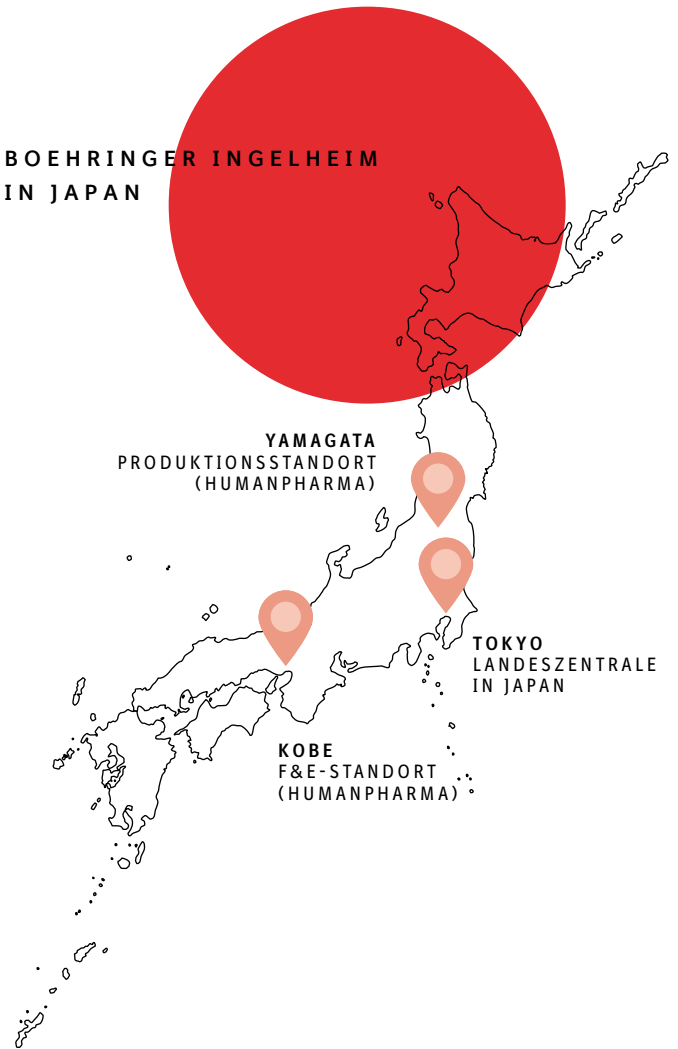 BOEHRINGER INGELHEIM
IN JAPAN
YAMAGATA
PRODUKTIONSSTANDORT
(HUMANPHARMA)
TOKYO
LANDESZENTRALE
IN JAPAN
KOBE
F&E-STANDORT
(HUMANPHARMA)